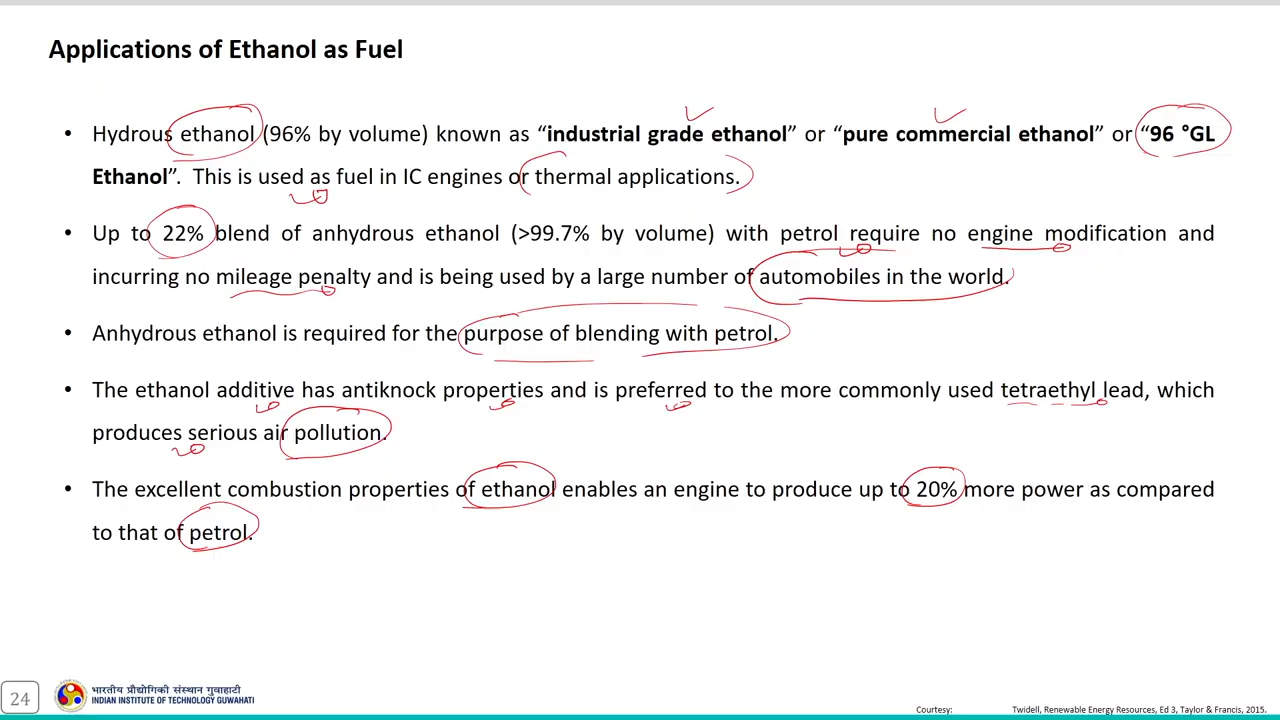 Applications of Ethanol as Fuel
• Hydrous ethanol (96% by volume) known as “industrial grade ethanol” or “pure commercial ethanol” or “96 °GL
Ethanol”. This is used as fuel in IC engines or thermal applications.
• Up to 22% blend of anhydrous ethanol (>99.7% by volume) with petrol require no engine modification and
incurring no mileage penalty and is being used by a large number of automobiles in the world.
• Anhydrous ethanol is required for the purpose of blending with petrol.
• The ethanol additive has antiknock properties and is preferred to the more commonly used tetraethyl lead, which
produces serious air pollution.
• The excellent combustion properties of ethanol enables an engine to produce up to 20% more power as compared
to that of petrol.
24
भारतीय प्रौद्योगिकी संस्थान गुवाहाटी
INDIAN INSTITUTE OF TECHNOLOGY GUWAHATI
Courtesy: Twidell, Renewable Energy Resources, Ed 3, Taylor & Francis, 2015.